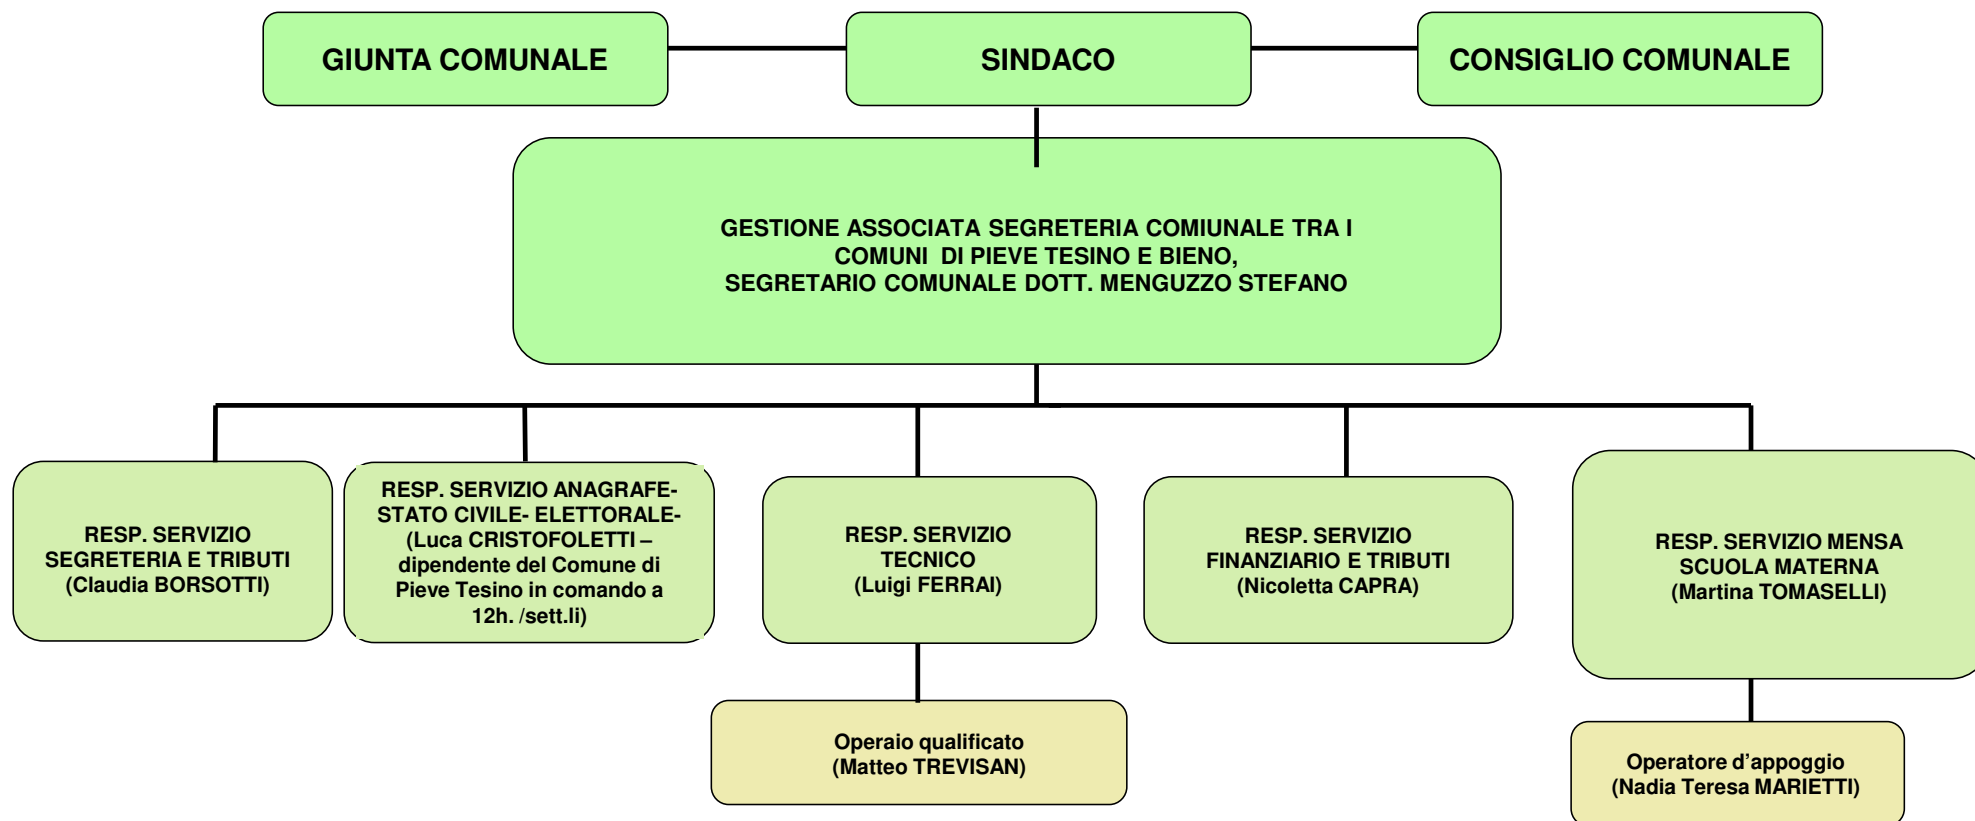 GIUNTA COMUNALE
SINDACO
CONSIGLIO COMUNALE
GESTIONE ASSOCIATA SEGRETERIA COMIUNALE TRA I
COMUNI DI PIEVE TESINO E BIENO,
SEGRETARIO COMUNALE DOTT. MENGUZZO STEFANO
RESP. SERVIZIO
SEGRETERIA E TRIBUTI
(Claudia BORSOTTI)
RESP. SERVIZIO ANAGRAFE-
STATO CIVILE- ELETTORALE-
(Luca CRISTOFOLETTI –
dipendente del Comune di
Pieve Tesino in comando a
12h. /sett.li)
RESP. SERVIZIO
TECNICO
(Luigi FERRAI)
RESP. SERVIZIO
FINANZIARIO E TRIBUTI
(Nicoletta CAPRA)
RESP. SERVIZIO MENSA
SCUOLA MATERNA
(Martina TOMASELLI)
Operaio qualificato
(Matteo TREVISAN)
Operatore d’appoggio
(Nadia Teresa MARIETTI)